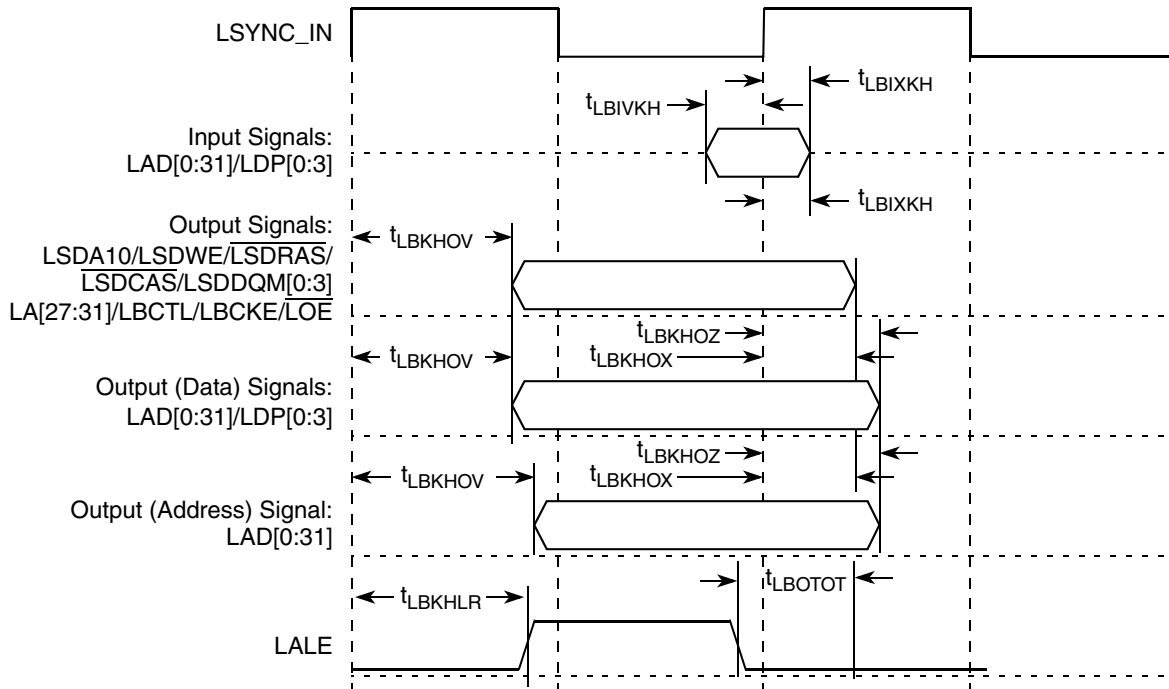 LSYNC_IN
tLBIXKH
tLBIVKH
Input Signals:
LAD[0:31]/LDP[0:3]
tLBIXKH
Output Signals:
tLBKHOV
LSDA10/LSDWE/LSDRAS/
LSDCAS/LSDDQM[0:3]
LA[27:31]/LBCTL/LBCKE/LOE
tLBKHOZ
tLBKHOV
tLBKHOX
Output (Data) Signals:
LAD[0:31]/LDP[0:3]
tLBKHOZ
tLBKHOV
tLBKHOX
Output (Address) Signal:
LAD[0:31]
tLBOTOT
tLBKHLR
LALE